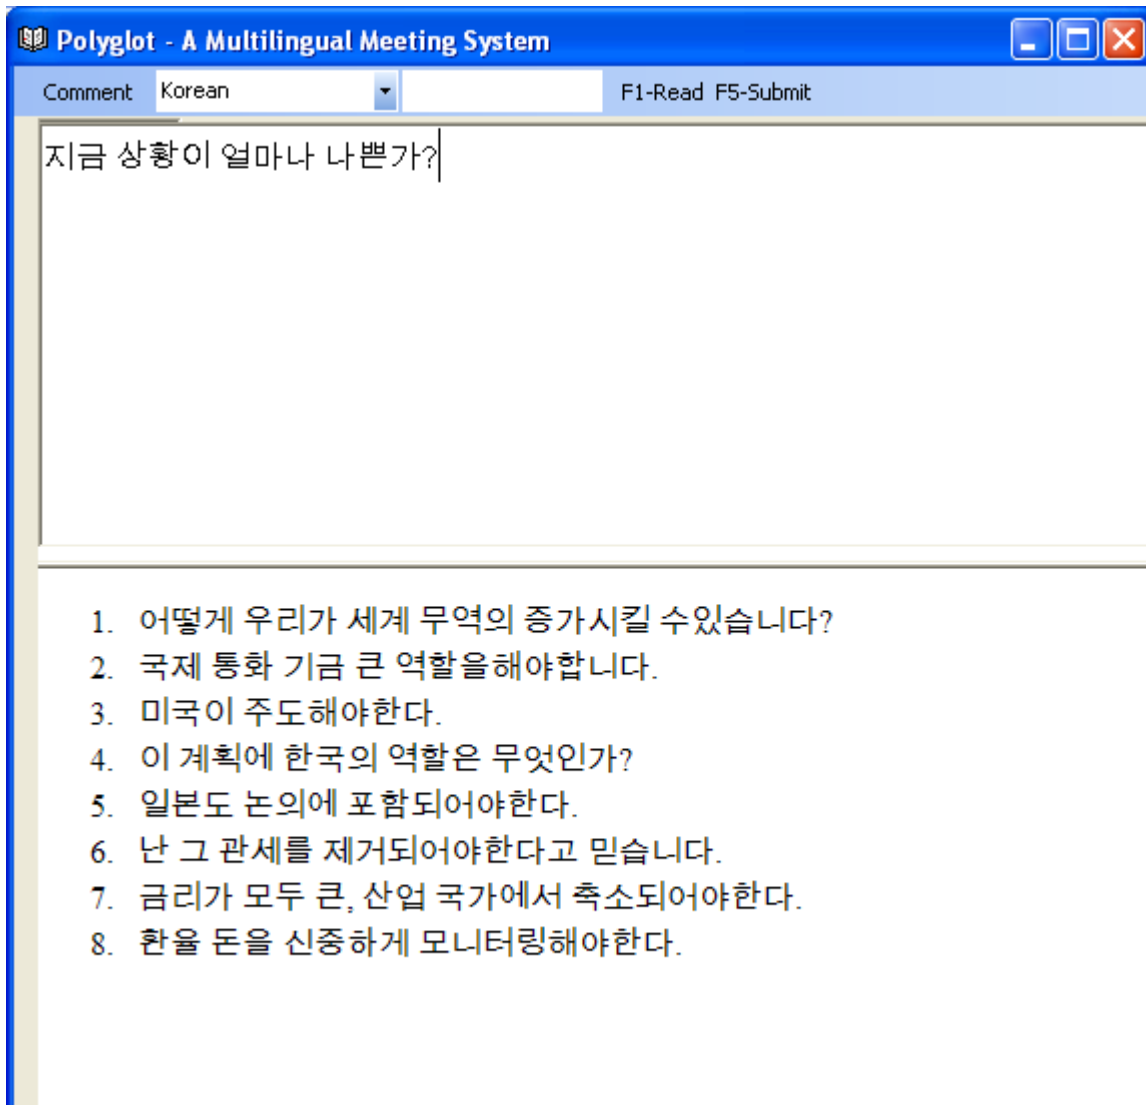 Polyglot - A Multilingual Meeting System
Comment Korean F1-Read F5-Submit
지금 상황이 얼마나 나쁜가?
1. 어떻게 우리가 세계 무역의 증가시킬 수있습니다?
2. 국제 통화 기금 큰 역할을해야합니다.
3. 미국이 주도해야한다.
4. 이 계획에 한국의 역할은 무엇인가?
5. 일본도 논의에 포함되어야한다.
6. 난 그 관세를 제거되어야한다고 믿습니다.
7. 금리가 모두 큰, 산업 국가에서 축소되어야한다.
8. 환율 돈을 신중하게 모니터링해야한다.